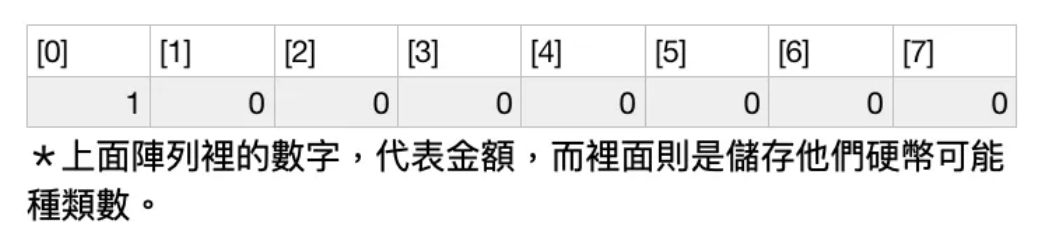 [0] [1] [2] [3] [4] [5] [6] [7]
1 0 0 0 0 0 0 0
＊上面陣列裡的數字，代表金額，而裡面則是儲存他們硬幣可能
種類數。